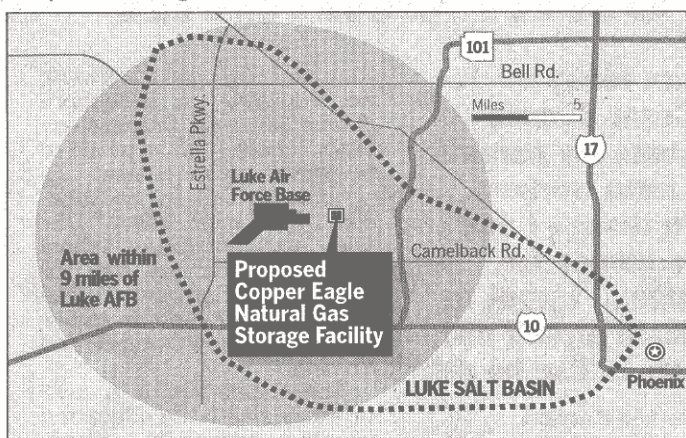 101
Bell Rd.
Miles 5
17
Estrella Pkwy.
Luke Air
Force Base
Area within
9 miles of
Luke AFB
Camelback Rd.
Proposed
Copper Eagle
Natural Gas
Storage Facility
10
LUKE SALT BASIN
Phoenix